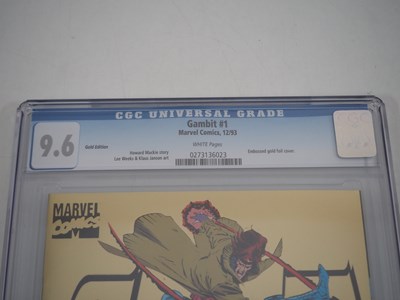 CGC UNIVERSAL GRADE
Gambit #1
Marvel Comics, 12/93
9.6
Gold Edition
WHITE Pages
Howard Mackie story
Lee Weeks & Klaus Janson art
Embossed gold foil cover.
0273136023
MARVEL
COMICS